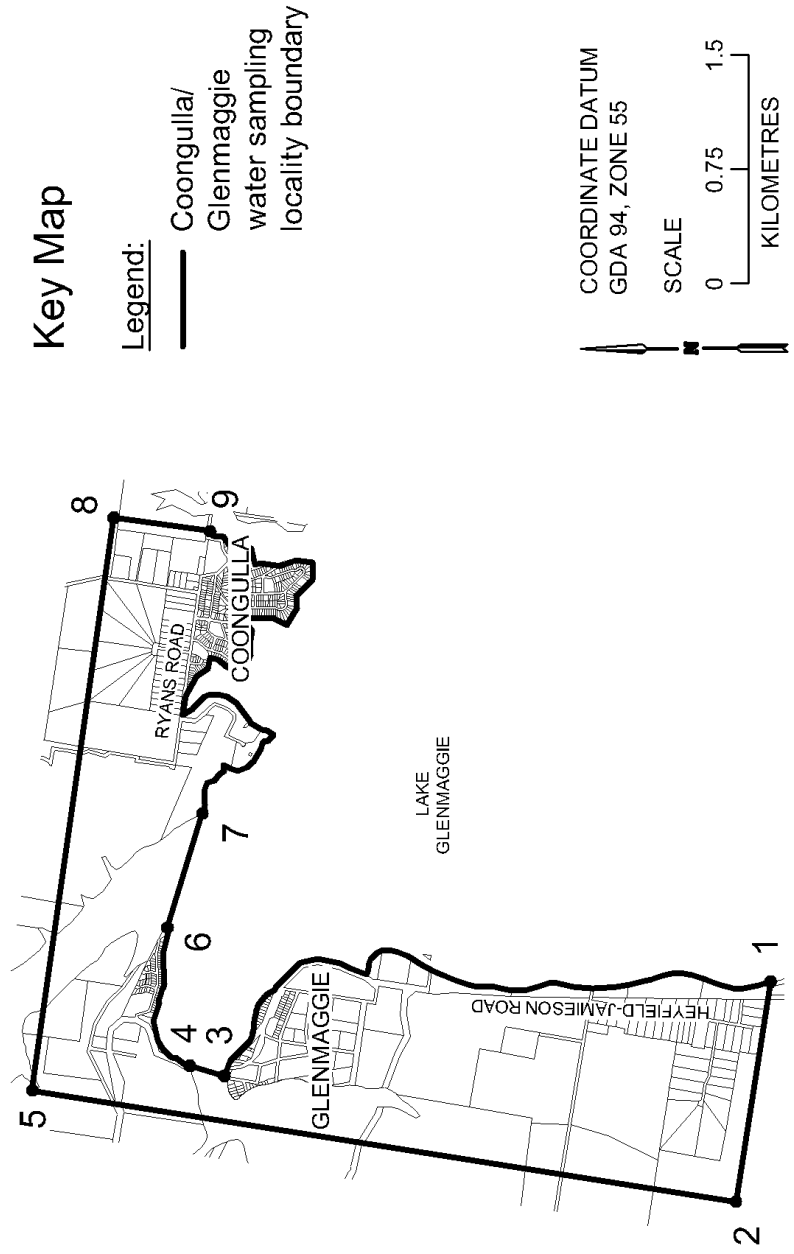 Key Map
Legend:
Coongulla/
Glenmaggie
water sampling
locality boundary
COORDINATE DATUM
GDA 94, ZONE 55
SCALE
0 0.75 1.5
KILOMETRES
N
5
8
9
RYANS ROAD
COONGULLA
7
6
4
3
GLENMAGGIE
LAKE
GLENMAGGIE
HEYFIELD-JAMIESON ROAD
1
2